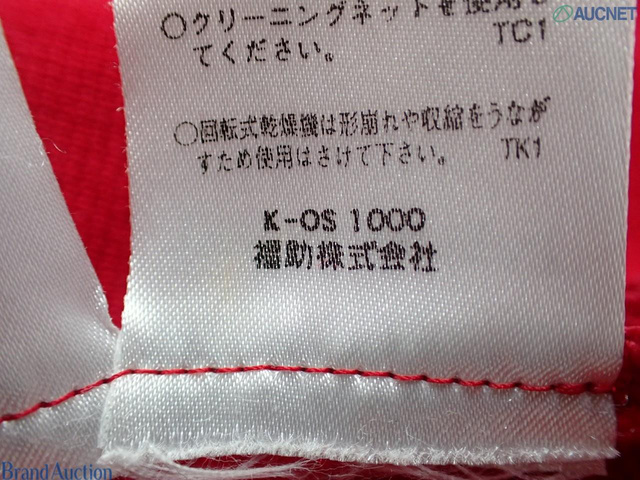 ○クリーニングネットを使用し
てください。 TC1
○回転式乾燥機は形崩れや収縮をうなが
すため使用はさけて下さい。 TK1
K-OS 1000
株式会社
AUCNET
Brand Auction